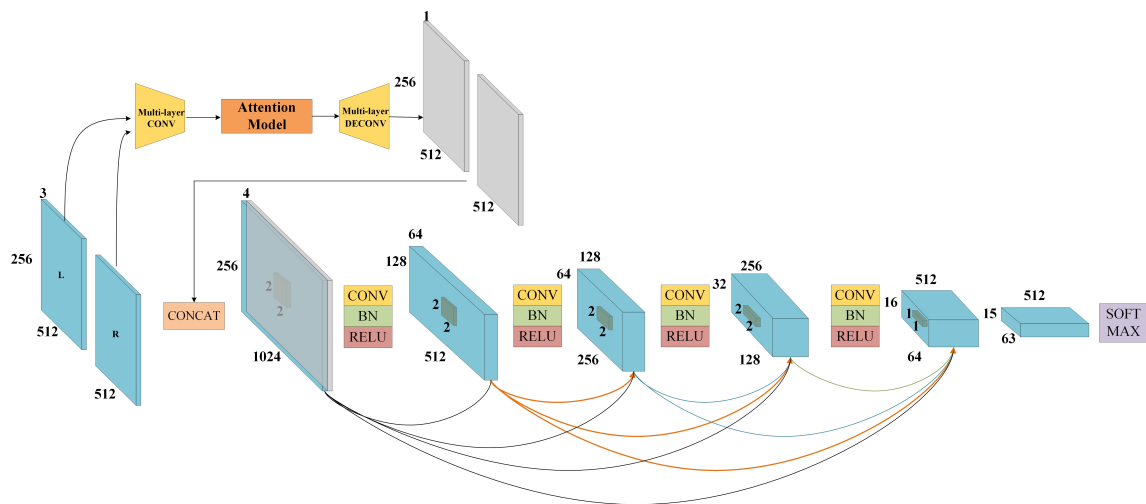 1
256
512
512
Multi-layer
CONV
Attention
Model
Multi-layer
DECONV
3
256
L
512
R
512
CONCAT
4
256
2
2
1024
CONV
BN
RELU
64
128
2
2
512
CONV
BN
RELU
128
64
2
2
256
CONV
BN
RELU
256
32
2
2
128
CONV
BN
RELU
512
16
1
1
64
512
15
63
SOFT
MAX